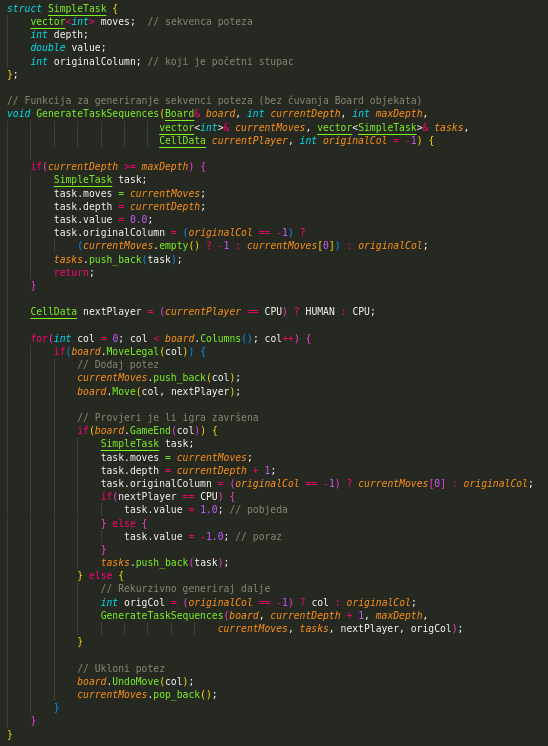 struct SimpleTask {
    vector<int> moves;  // sekvenca poteza
    int depth;
    double value;
    int originalColumn; // koji je početni stupac
};

// Funkcija za generiranje sekvenci poteza (bez čuvanja Board objekata)
void GenerateTaskSequences(Board& board, int currentDepth, int maxDepth,
                          vector<int>& currentMoves, vector<SimpleTask>& tasks,
                          CellData currentPlayer, int originalCol = -1) {

    if(currentDepth >= maxDepth) {
        SimpleTask task;
        task.moves = currentMoves;
        task.depth = currentDepth;
        task.value = 0.0;
        task.originalColumn = (originalCol == -1) ?
            (currentMoves.empty() ? -1 : currentMoves[0]) : originalCol;
        tasks.push_back(task);
        return;
    }

    CellData nextPlayer = (currentPlayer == CPU) ? HUMAN : CPU;

    for(int col = 0; col < board.Columns(); col++) {
        if(board.MoveLegal(col)) {
            // Dodaj potez
            currentMoves.push_back(col);
            board.Move(col, nextPlayer);

            // Provjeri je li igra završena
            if(board.GameEnd(col)) {
                SimpleTask task;
                task.moves = currentMoves;
                task.depth = currentDepth + 1;
                task.originalColumn = (originalCol == -1) ? currentMoves[0] : originalCol;
                if(nextPlayer == CPU) {
                    task.value = 1.0; // pobjeda
                } else {
                    task.value = -1.0; // poraz
                }
                tasks.push_back(task);
            } else {
                // Rekurzivno generiraj dalje
                int origCol = (originalCol == -1) ? col : originalCol;
                GenerateTaskSequences(board, currentDepth + 1, maxDepth,
                                    currentMoves, tasks, nextPlayer, origCol);
            }

            // Ukloni potez
            board.UndoMove(col);
            currentMoves.pop_back();
        }
    }
}